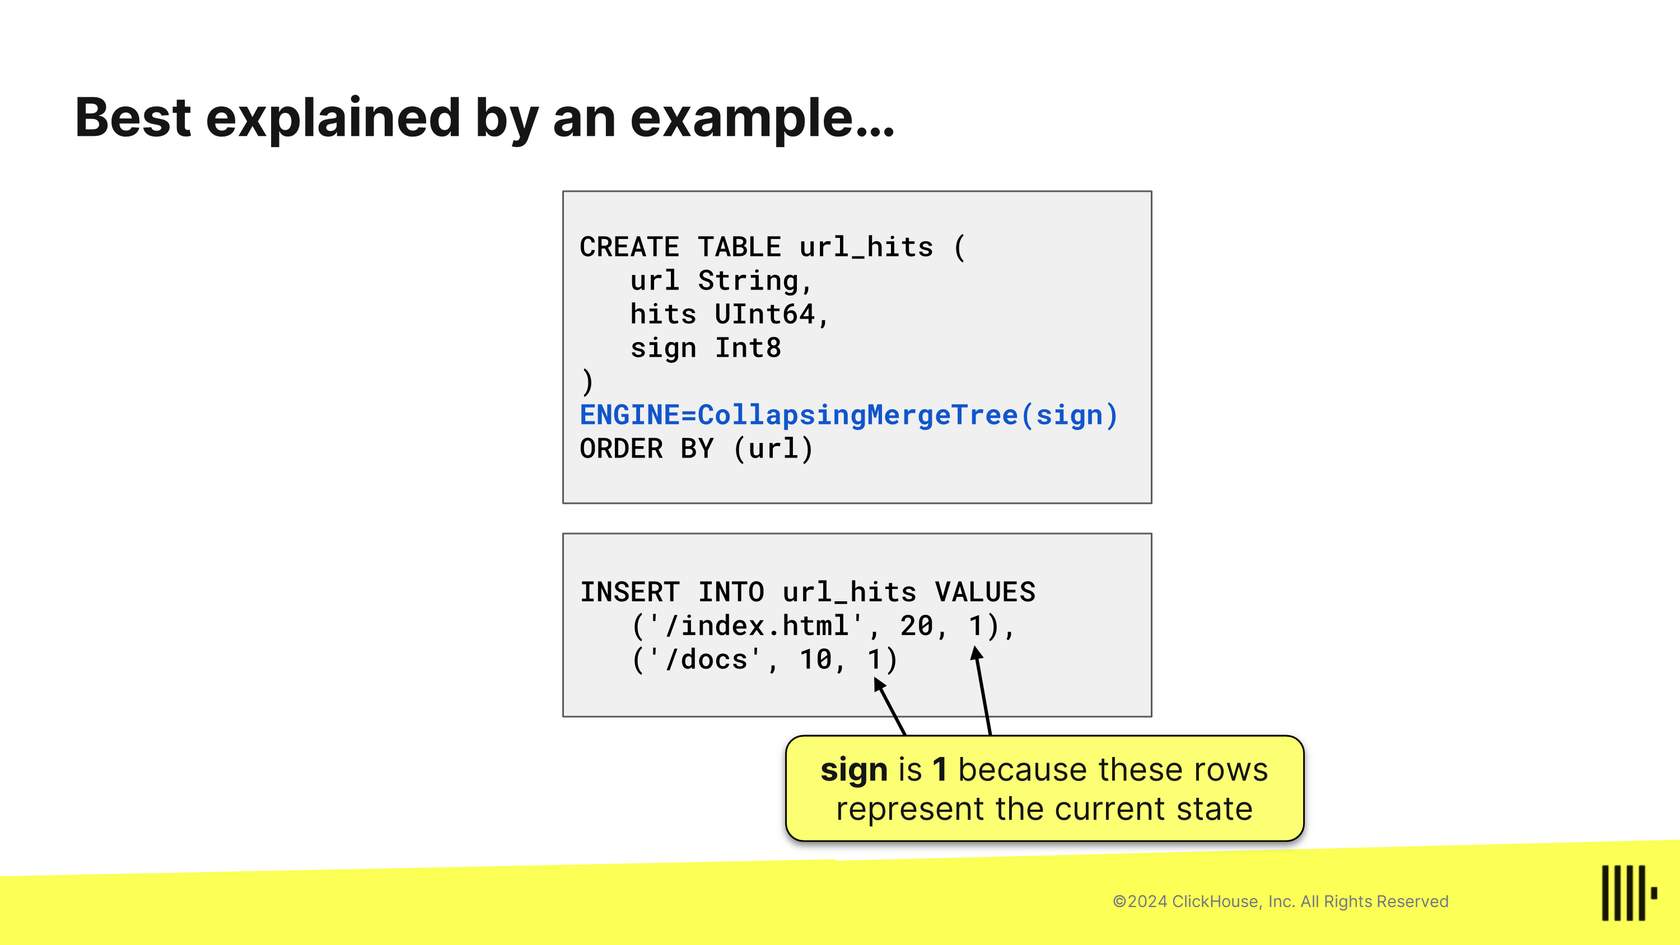 Best explained by an example…
CREATE TABLE url_hits (
   url String,
   hits UInt64,
   sign Int8
)
ENGINE=CollapsingMergeTree(sign)
ORDER BY (url)
INSERT INTO url_hits VALUES
   ('/index.html', 20, 1),
   ('/docs', 10, 1)
sign is 1 because these rows
represent the current state
©2024 ClickHouse, Inc. All Rights Reserved